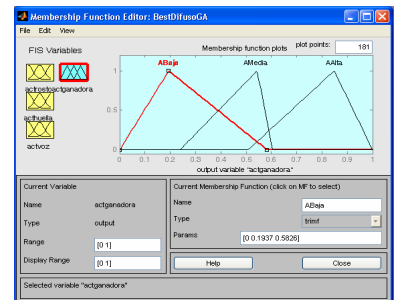 Membership Function Editor: BestDifusoGA
File Edit View
FIS Variables
Membership function plots
plot points:
181
actrostro actganadora
acthuella
actvoz
ABaja
AMedia
AAlta
1
0.5
0
0 0.1 0.2 0.3 0.4 0.5 0.6 0.7 0.8 0.9 1
output variable "actganadora"
Current Variable
Name actganadora
Type output
Range [0 1]
Display Range [0 1]
Current Membership Function (click on MF to select)
Name ABaja
Type trimf
Params [0 0.1937 0.5826]
Help
Close
Selected variable "actganadora"